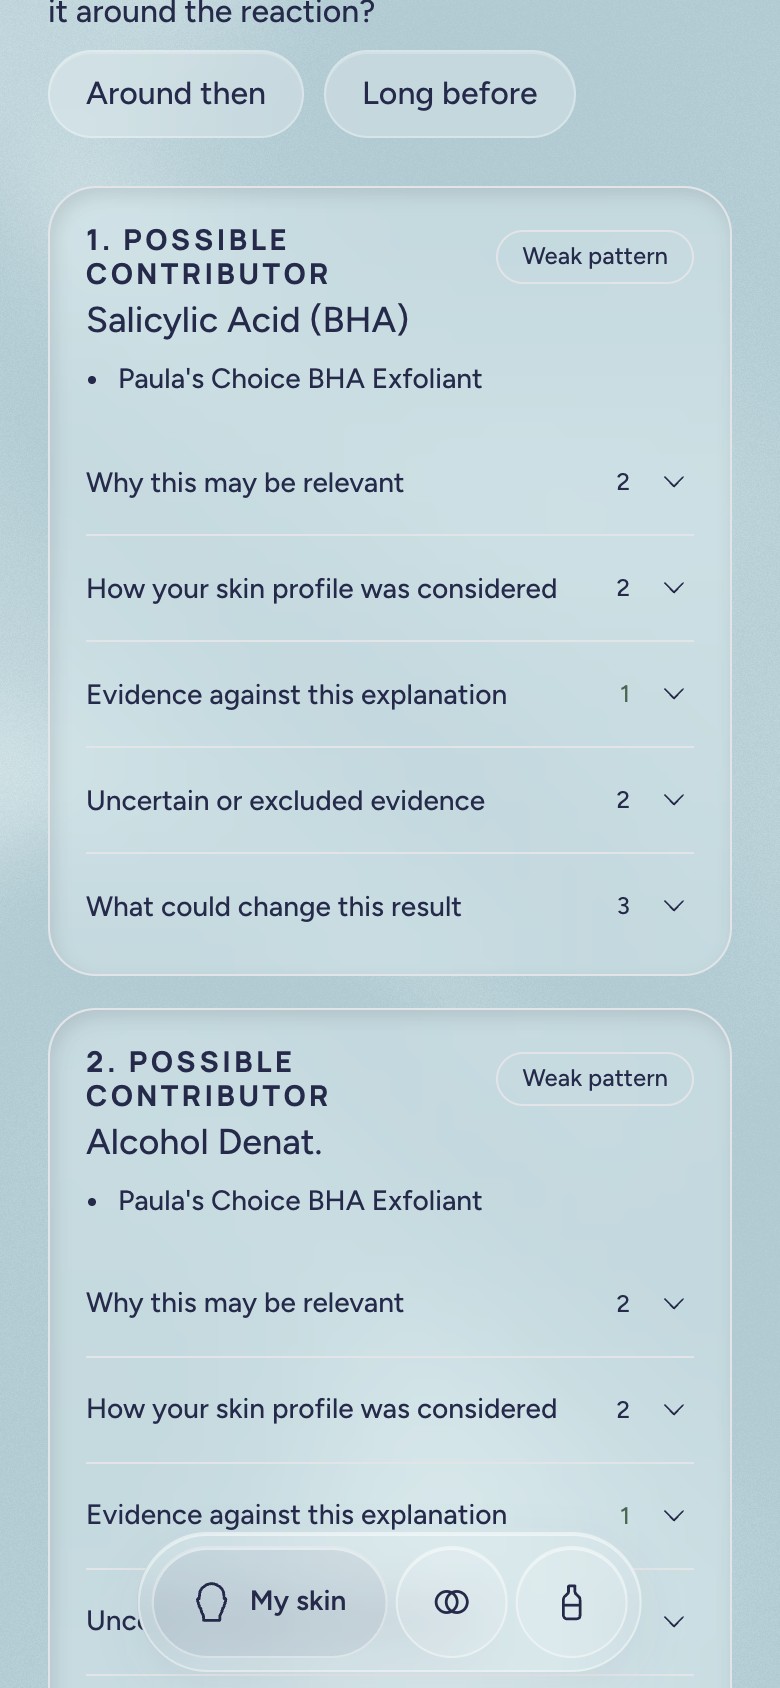 it around the reaction?
Around then
Long before
1. POSSIBLE
CONTRIBUTOR
Weak pattern
Salicylic Acid (BHA)
• Paula's Choice BHA Exfoliant
Why this may be relevant 2
How your skin profile was considered 2
Evidence against this explanation 1
Uncertain or excluded evidence 2
What could change this result 3
2. POSSIBLE
CONTRIBUTOR
Weak pattern
Alcohol Denat.
• Paula's Choice BHA Exfoliant
Why this may be relevant 2
How your skin profile was considered 2
Evidence against this explanation 1
My skin